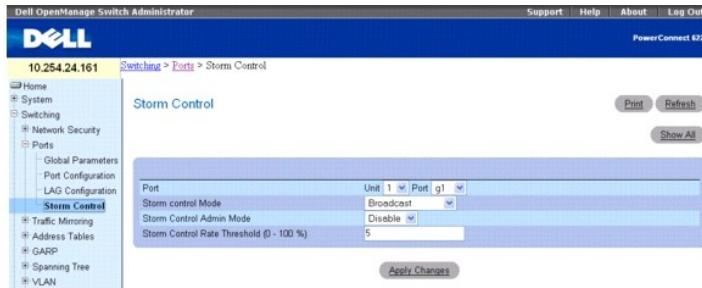 Dell OpenManage Switch Administrator Support Help About Log Out
DELL
PowerConnect 622
10.254.24.161
Switching > Ports > Storm Control
Home
System
Switching
Network Security
Ports
Global Parameters
Port Configuration
LAG Configuration
Storm Control
Traffic Mirroring
Address Tables
GARP
Spanning Tree
VLAN
Storm Control
Print Refresh
Show All
Port Unit 1 Port g1
Storm control Mode Broadcast
Storm Control Admin Mode Disable
Storm Control Rate Threshold (0 - 100 %) 5
Apply Changes